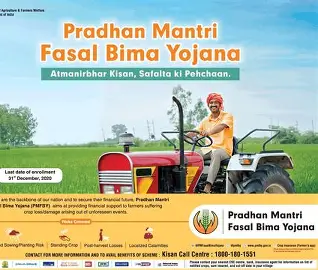 Agriculture & Farmers Welfare
Pradhan Mantri
Fasal Bima Yojana
Atmanirbhar Kisan, Safalta ki Pehchaan.
Last date of enrollment
31st December, 2020
are the backbones of our nation and to secure their financial future, Pradhan Mantri
Bima Yojana (PMFBY) aims at providing financial support to farmers suffering
crop loss/damage arising out of unforeseen events.
Sowing/Planting Risk
Standing Crop
Post-harvest Losses
Localized Calamities
Pradhan Mantri
Fasal Bima Yojana
CONTACT FOR MORE INFORMATION AND TO AVAIL BENEFITS OF SCHEME : Kisan Call Centre : 1800-180-1551